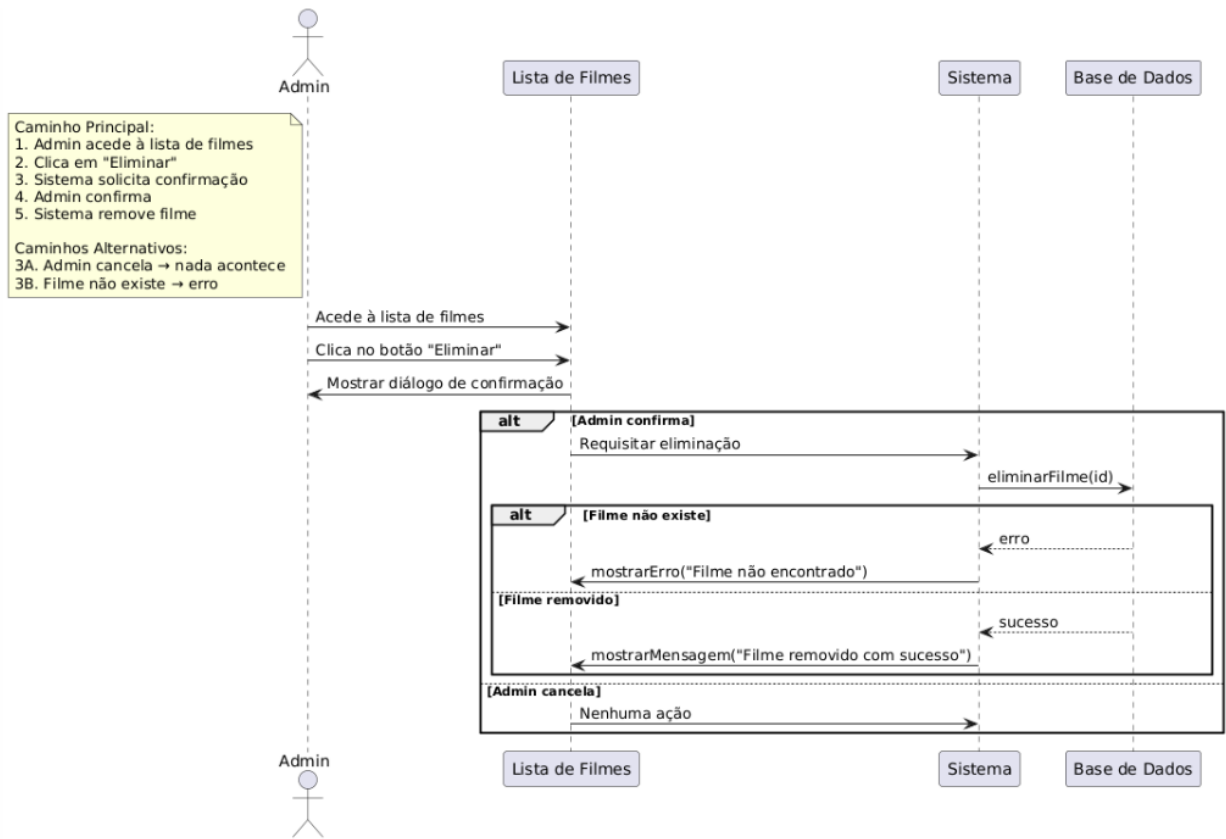 Admin
Lista de Filmes
Sistema
Base de Dados
Caminho Principal:
1. Admin acede à lista de filmes
2. Clica em "Eliminar"
3. Sistema solicita confirmação
4. Admin confirma
5. Sistema remove filme
Caminhos Alternativos:
3A. Admin cancela → nada acontece
3B. Filme não existe → erro
Acede à lista de filmes
Clica no botão "Eliminar"
Mostrar diálogo de confirmação
alt
[Admin confirma]
Requisitar eliminação
eliminarFilme(id)
alt
[Filme não existe]
erro
mostrarErro("Filme não encontrado")
[Filme removido]
sucesso
mostrarMensagem("Filme removido com sucesso")
[Admin cancela]
Nenhuma ação
Admin
Lista de Filmes
Sistema
Base de Dados